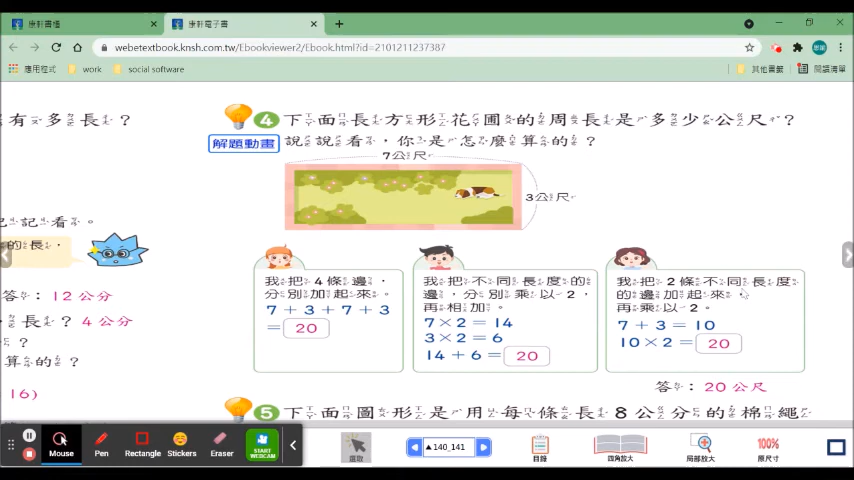 康軒書櫃
康軒電子書
webetextbook.knsh.com.tw/Ebookviewer2/Ebook.html?id=2101211237387
應用程式
work
social software
其他書籤
閱讀清單
有多長?
記記看。
的長,
答:12公分
長?4公分
?
算的?
16)
4 下面長方形花圃的周長是多少公尺?
解題動畫
說說看,你是怎麼算的?
7公尺
3公尺
我把4條邊,
分別加起來。
7+3+7+3
=20
我把不同長度的
邊,分別乘以2,
再相加。
7×2=14
3×2=6
14+6=20
我把2條不同長度
的邊加起來,
再乘以2。
7+3=10
10×2=20
答:20公尺
5 下面圖形是用每條長8公分的棉繩
Mouse
Pen
Rectangle
Stickers
Eraser
START
WEBCAM
選取
▲140_141
目錄
四角放大
局部放大
100%
原尺寸